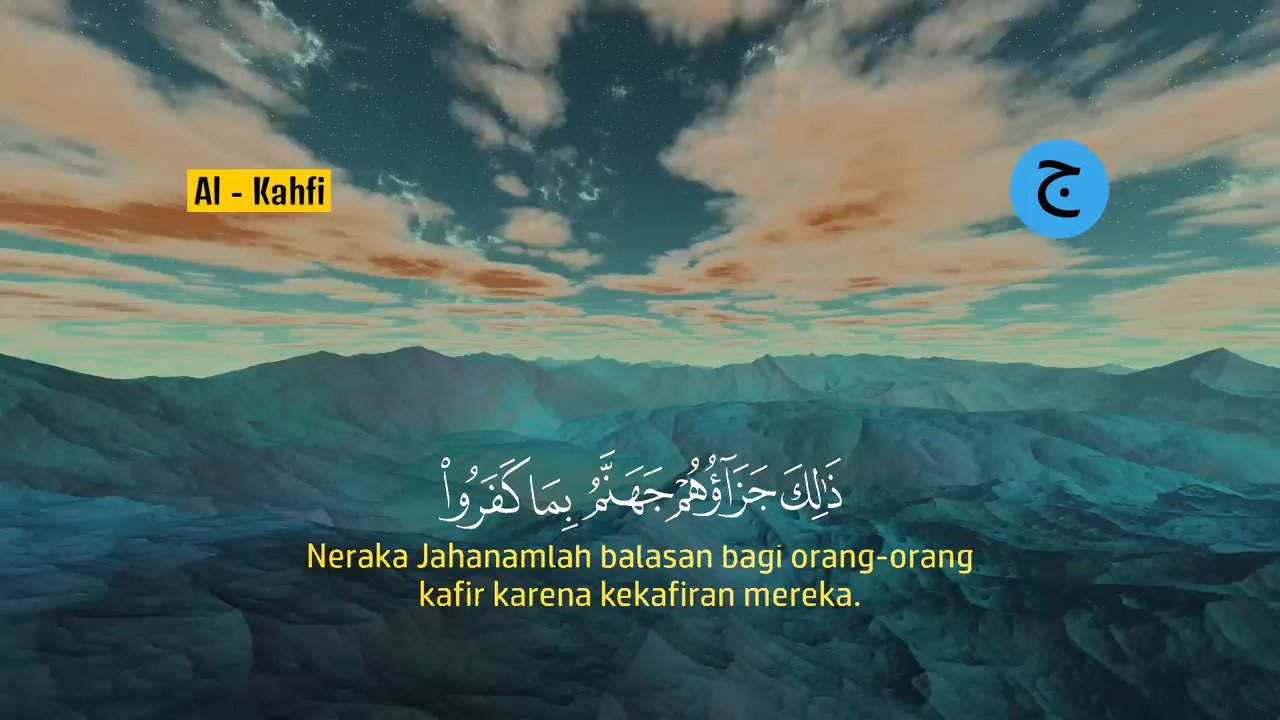 Al - Kahfi
ج
ذَٰلِكَ جَزَآؤُهُمْ جَهَنَّمُ بِمَا كَفَرُوا۟
Neraka Jahanamlah balasan bagi orang-orang
kafir karena kekafiran mereka.